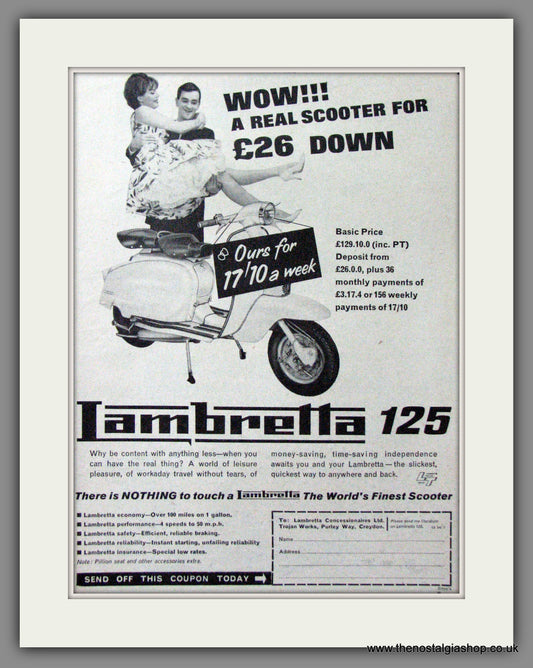 WOW!!!
A REAL SCOOTER FOR
£26 DOWN
Ours for
17/10 a week
Basic Price
£129.10.0 (inc. PT)
Deposit from
£26.0.0, plus 36
monthly payments of
£3.17.4 or 156 weekly
payments of 17/10
Lambretta 125
Why be content with anything less—when you
can have the real thing? A world of leisure
pleasure, of workaday travel without tears, of
money-saving, time-saving independence
awaits you and your Lambretta—the slickest,
quickest way to anywhere and back.
There is NOTHING to touch a Lambretta The World's Finest Scooter
■ Lambretta economy—Over 100 miles on 1 gallon.
■ Lambretta performance—4 speeds to 50 m.p.h.
■ Lambretta safety—Efficient, reliable braking.
■ Lambretta reliability—Instant starting, unfailing reliability
■ Lambretta insurance—Special low rates.
Note: Pillion seat and other accessories extra.
SEND OFF THIS COUPON TODAY
To: Lambretta Concessionaires Ltd.
Trojan Works, Purley Way, Croydon.
Please send me literature
on Lambretta 125.
Name
Address
www.thenostalgiashop.co.uk